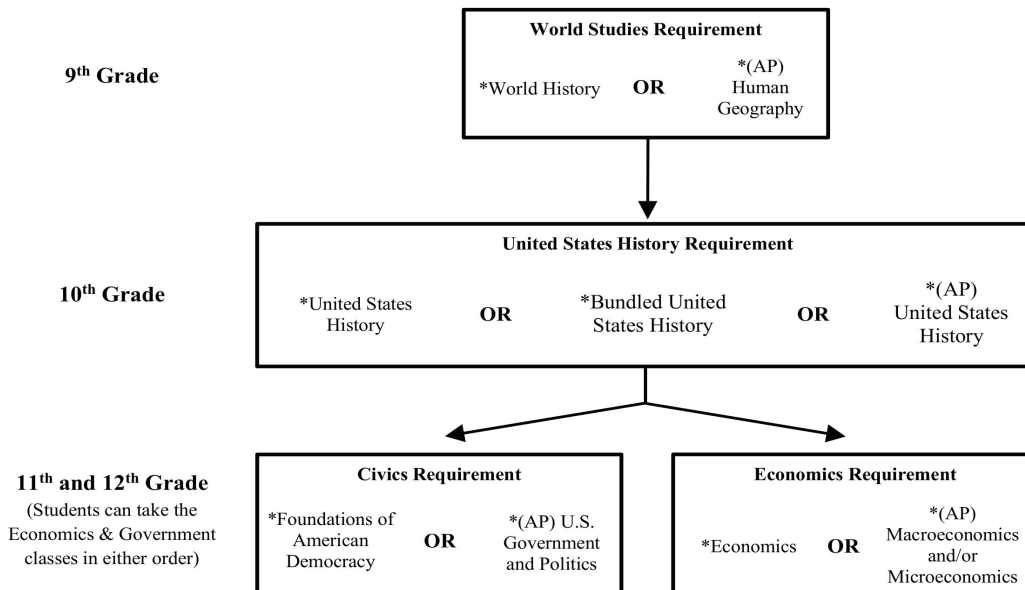 World Studies Requirement
9th Grade
*World History
OR
*(AP)
Human
Geography
United States History Requirement
10th Grade
*United States
History
OR
*Bundled United
States History
OR
*(AP)
United States
History
11th and 12th Grade
(Students can take the
Economics & Government
classes in either order)
Civics Requirement
*Foundations of
American
Democracy
OR
*(AP) U.S.
Government
and Politics
Economics Requirement
*Economics
OR
*(AP)
Macroeconomics
and/or
Microeconomics